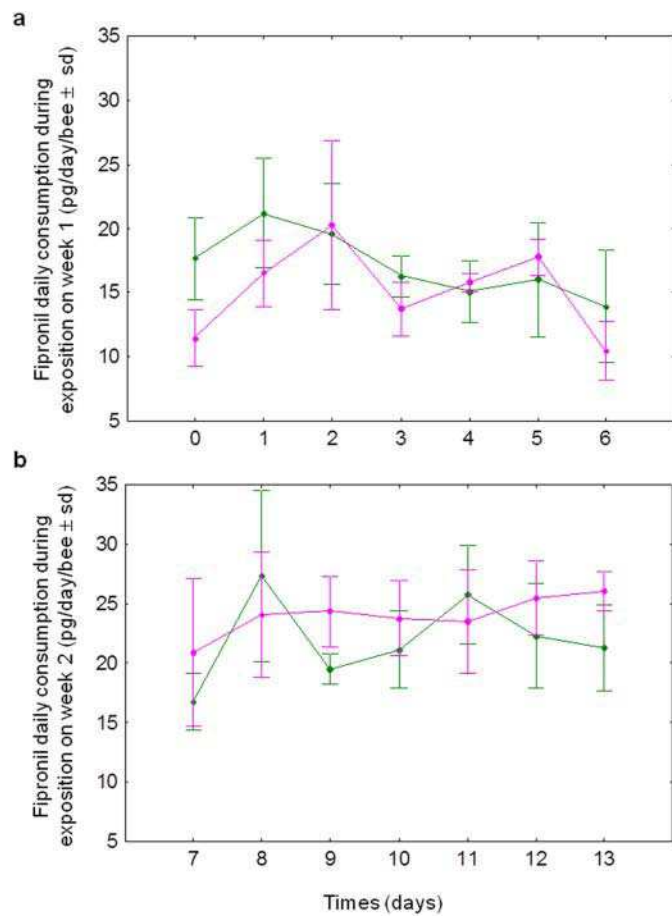 a
Fipronil daily consumption during
exposition on week 1 (pg/day/bee ± sd)
35
30
25
20
15
10
5
0 1 2 3 4 5 6
b
Fipronil daily consumption during
exposition on week 2 (pg/day/bee ± sd)
35
30
25
20
15
10
5
7 8 9 10 11 12 13
Times (days)